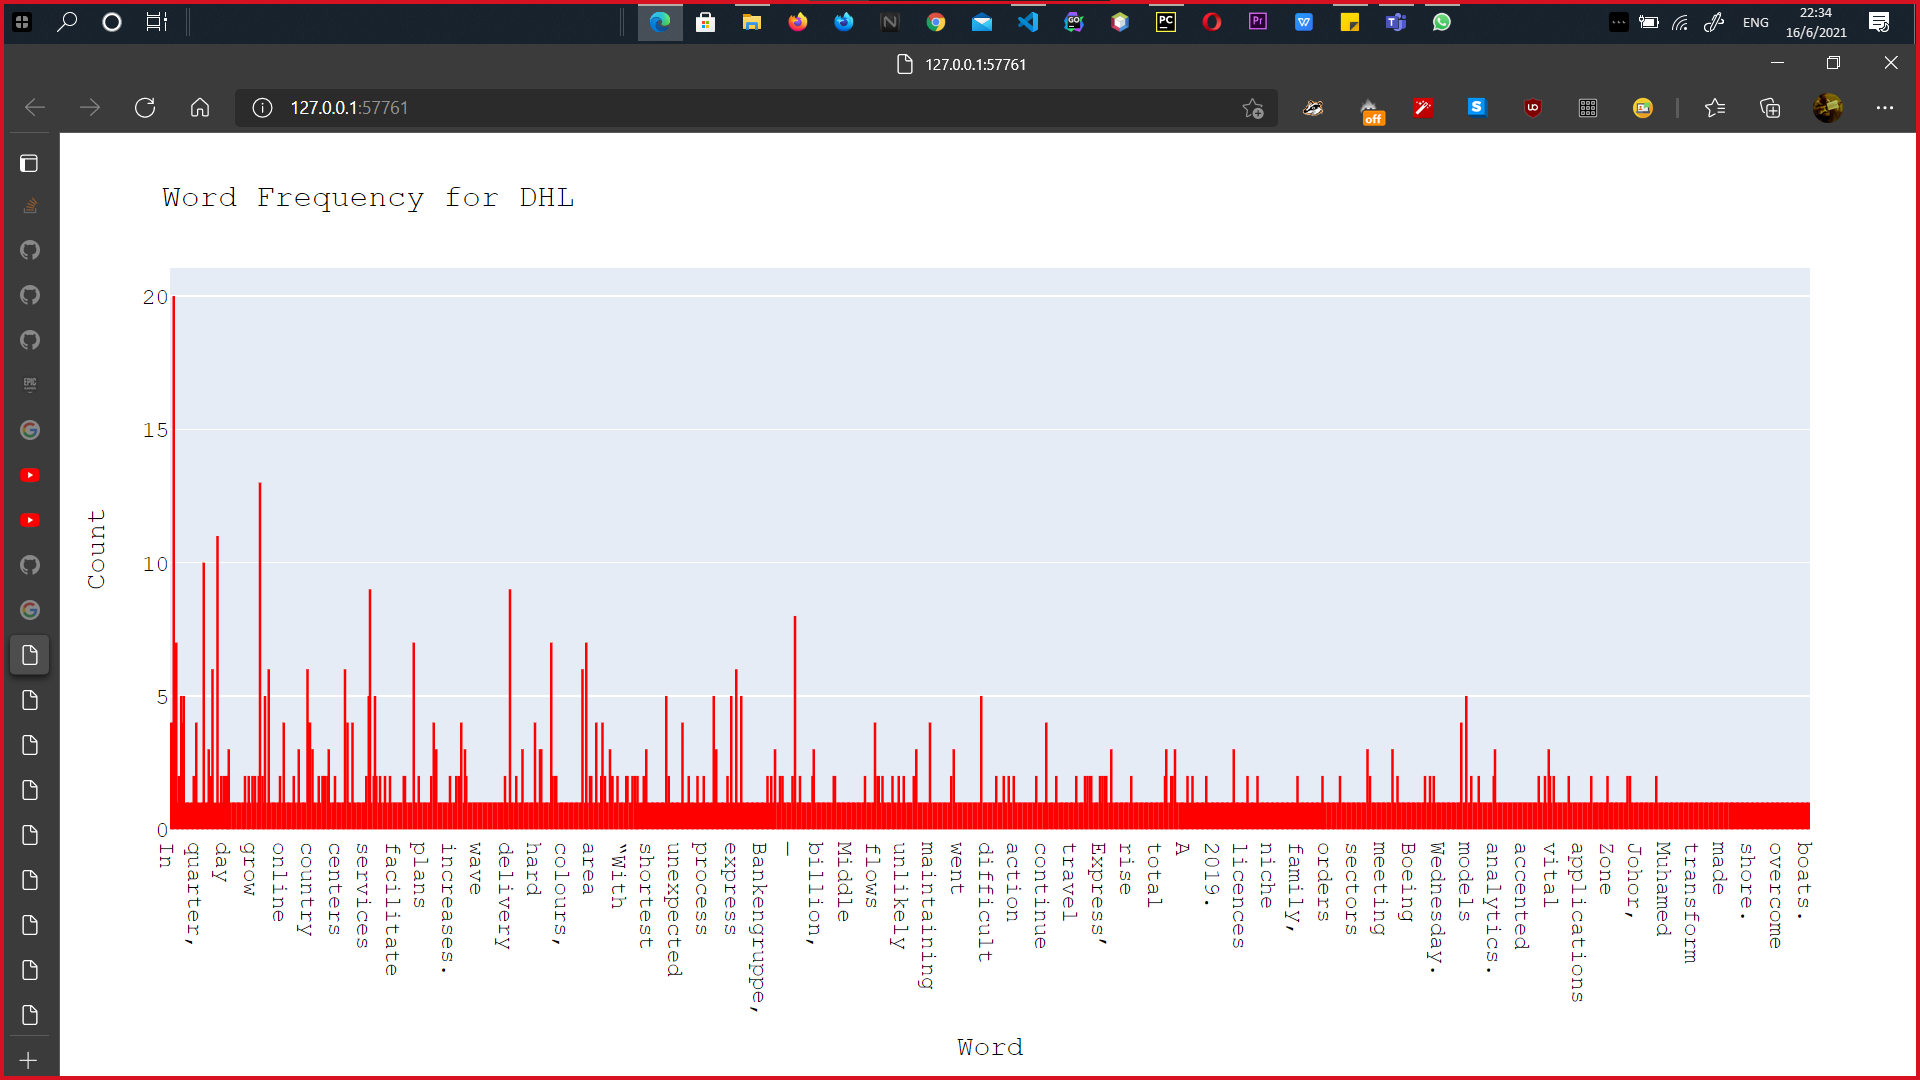 ENG
22:34
16/6/2021
127.0.0.1:57761
127.0.0.1:57761
off
Word Frequency for DHL
Count
20
15
10
5
0
In
quarter,
day
grow
online
country
centers
services
facilitate
plans
increases.
wave
delivery
hard
colours,
area
“With
shortest
unexpected
process
express
Bankengruppe,
–
billion,
Middle
flows
unlikely
maintaining
went
difficult
action
continue
travel
Express’
rise
total
A
2019.
licences
niche
family,
orders
sectors
meeting
Boeing
Wednesday.
models
analytics.
accented
vital
applications
Zone
Johor,
Muhamed
transform
made
shore.
overcome
boats.
Word